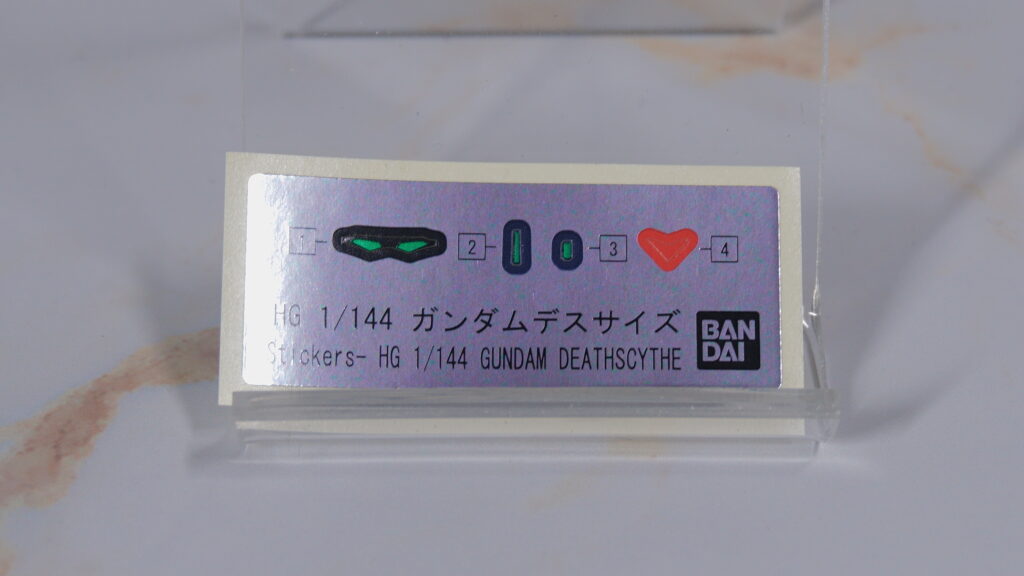 1 2 3 4
HG 1/144 ガンダムデスサイズ
Stickers- HG 1/144 GUNDAM DEATHSCYTHE
BAN
DAI